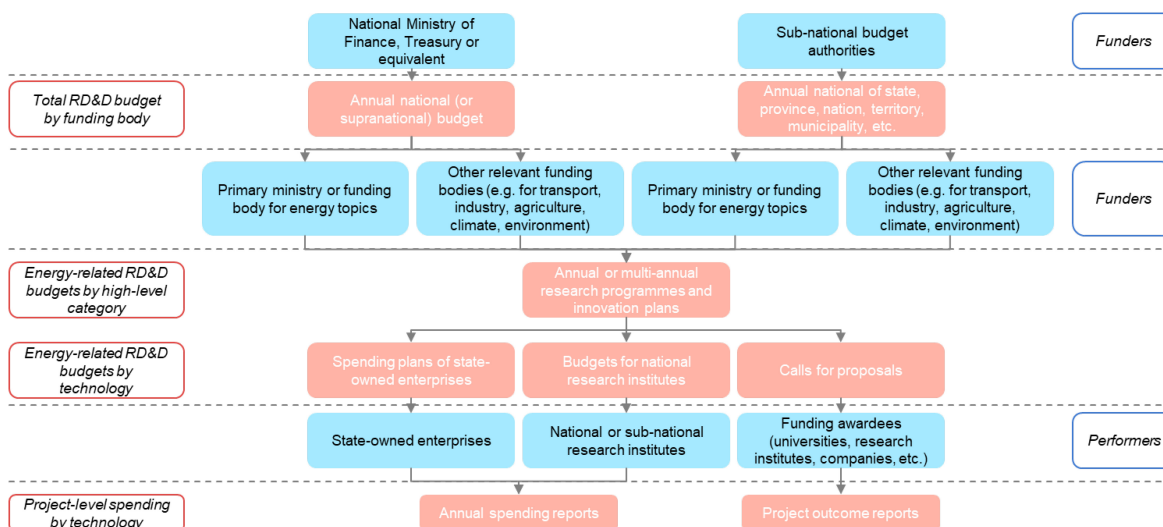 National Ministry of
Finance, Treasury or
equivalent
Sub-national budget
authorities
Funders
Total RD&D budget
by funding body
Annual national (or
supranational) budget
Annual national of state,
province, nation, territory,
municipality, etc.
Primary ministry or funding
body for energy topics
Other relevant funding
bodies (e.g. for transport,
industry, agriculture,
climate, environment)
Primary ministry or funding
body for energy topics
Other relevant funding
bodies (e.g. for transport,
industry, agriculture,
climate, environment)
Funders
Energy-related RD&D
budgets by high-level
category
Annual or multi-annual
research programmes and
innovation plans
Energy-related RD&D
budgets by
technology
Spending plans of state-
owned enterprises
Budgets for national
research institutes
Calls for proposals
State-owned enterprises
National or sub-national
research institutes
Funding awardees
(universities, research
institutes, companies, etc.)
Performers
Project-level spending
by technology
Annual spending reports
Project outcome reports